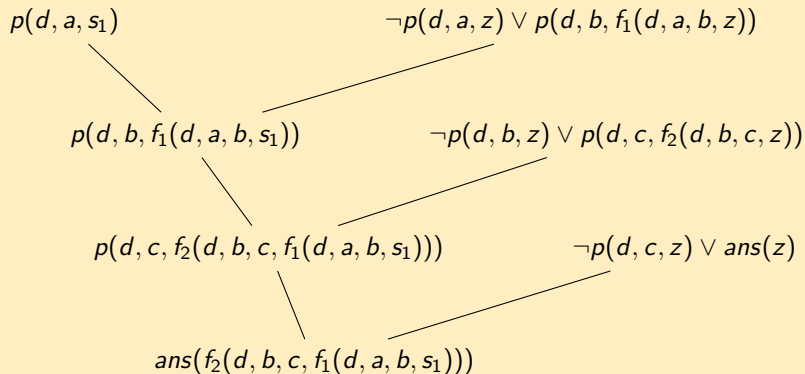 p(d, a, s₁) ¬p(d, a, z) ∨ p(d, b, f₁(d, a, b, z))
p(d, b, f₁(d, a, b, s₁)) ¬p(d, b, z) ∨ p(d, c, f₂(d, b, c, z))
p(d, c, f₂(d, b, c, f₁(d, a, b, s₁))) ¬p(d, c, z) ∨ ans(z)
ans(f₂(d, b, c, f₁(d, a, b, s₁)))